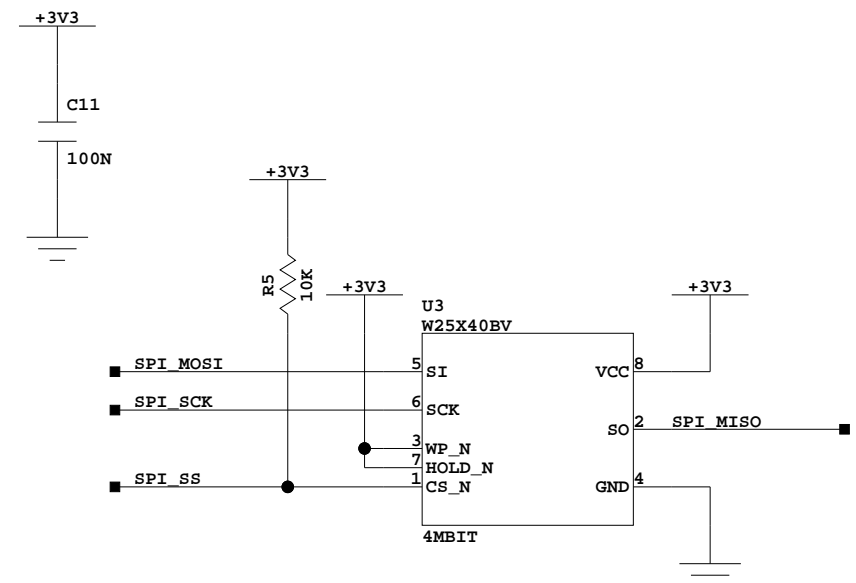 +3V3
C11
100N
+3V3
R5
10K
+3V3
+3V3
U3
W25X40BV
SPI_MOSI
5
SI
VCC
8
SPI_SCK
6
SCK
SO
2
SPI_MISO
3
WP_N
7
HOLD_N
SPI_SS
1
CS_N
GND
4
4MBIT